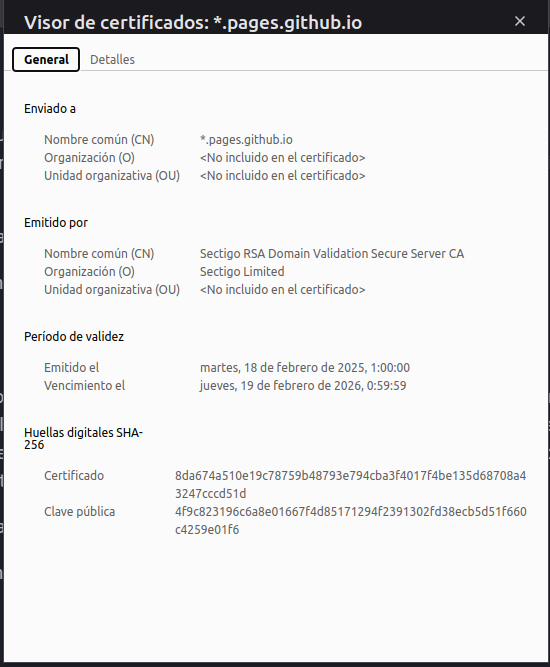 Visor de certificados: *.pages.github.io
General Detalles
Enviado a
Nombre común (CN) *.pages.github.io
Organización (O) <No incluido en el certificado>
Unidad organizativa (OU) <No incluido en el certificado>
Emitido por
Nombre común (CN) Sectigo RSA Domain Validation Secure Server CA
Organización (O) Sectigo Limited
Unidad organizativa (OU) <No incluido en el certificado>
Período de validez
Emitido el martes, 18 de febrero de 2025, 1:00:00
Vencimiento el jueves, 19 de febrero de 2026, 0:59:59
Huellas digitales SHA-
256
Certificado 8da674a510e19c78759b48793e794cba3f4017f4be135d68708a4
3247cccd51d
Clave pública 4f9c823196c6a8e01667f4d85171294f2391302fd38ecb5d51f660
c4259e01f6